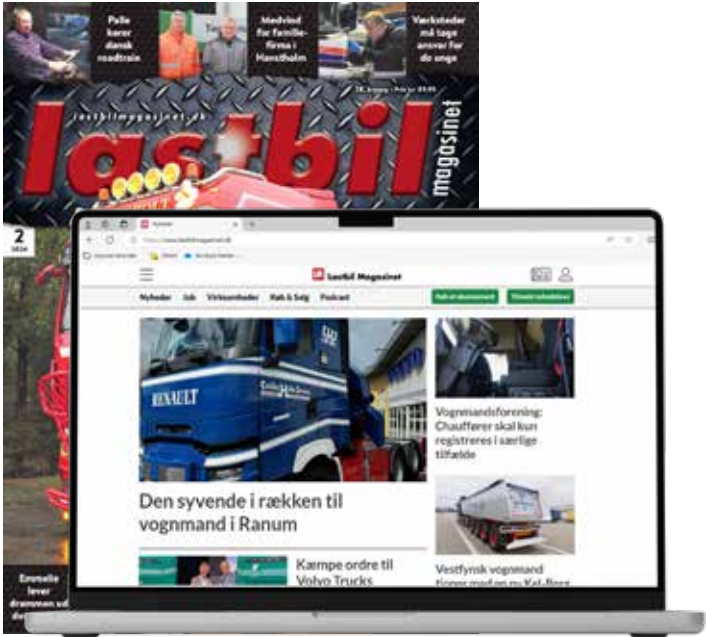 Palle
kører
dansk
roadtrain
Medvind
for familie-
firma i
Hanstholm
Værksteder
må tage
ansvar for
de unge
lastbilmagasinet.dk
lastbil
magasinet
2
Lastbil Magasinet
Nyheder Job Virksomheder Køb & Salg Podcast
RENAULT
Den syvende i rækken til
vognmand i Ranum
Vognmandsforening:
Chauffører skal kun
registreres i særlige
tilfælde
Kæmpe ordre til
Volvo Trucks
Vestfynsk vognmand
Emmelie
lever
drømmen ud